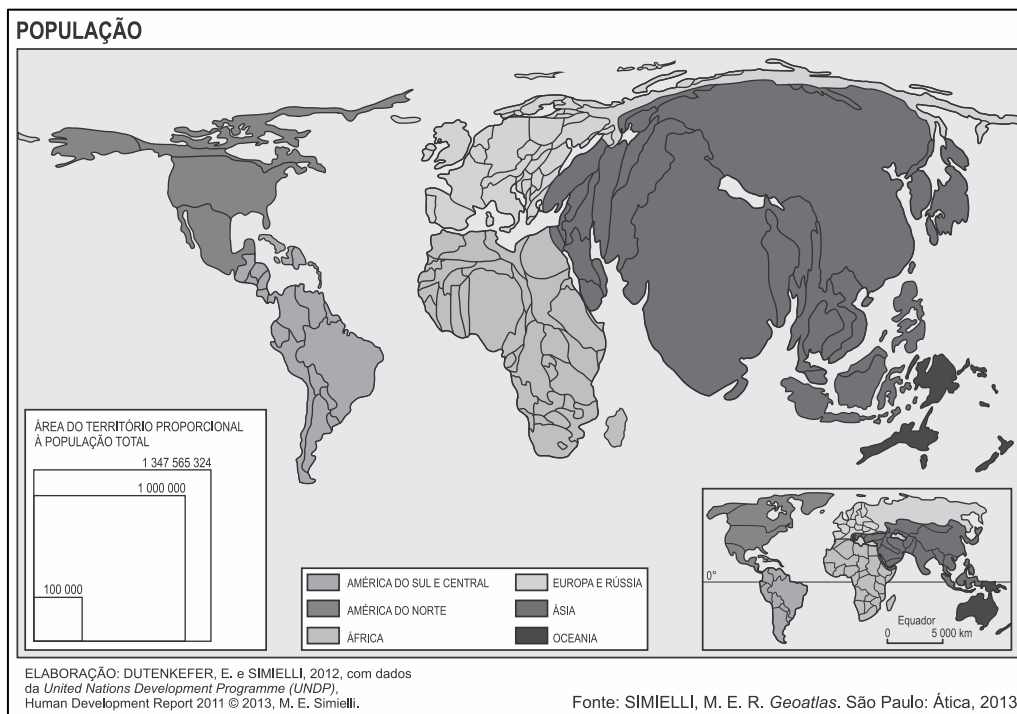 POPULAÇÃO
ÁREA DO TERRITÓRIO PROPORCIONAL
À POPULAÇÃO TOTAL
1 347 565 324
1 000 000
100 000
AMÉRICA DO SUL E CENTRAL
AMÉRICA DO NORTE
ÁFRICA
EUROPA E RÚSSIA
ÁSIA
OCEANIA
0°
Equador
0 5 000 km
ELABORAÇÃO: DUTENKEFER, E. e SIMIELLI, 2012, com dados
da United Nations Development Programme (UNDP),
Human Development Report 2011 © 2013, M. E. Simielli.
Fonte: SIMIELLI, M. E. R. Geoatlas. São Paulo: Ática, 2013